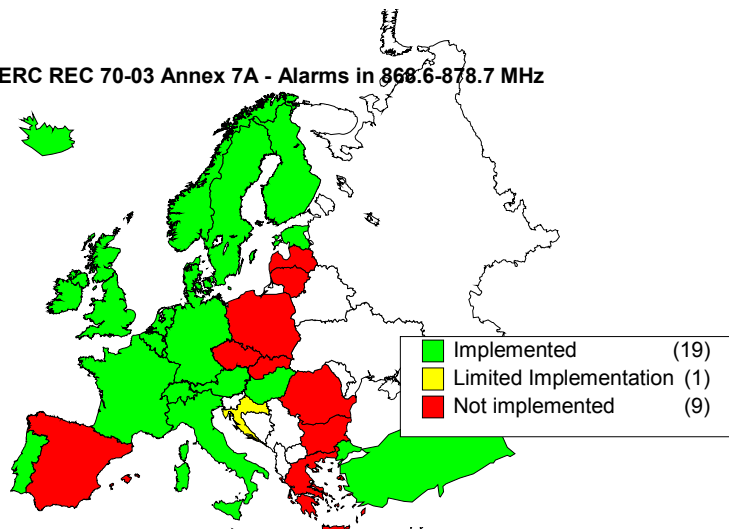 ERC REC 70-03 Annex 7A - Alarms in 868.6-878.7 MHz
Implemented (19)
Limited Implementation (1)
Not implemented (9)